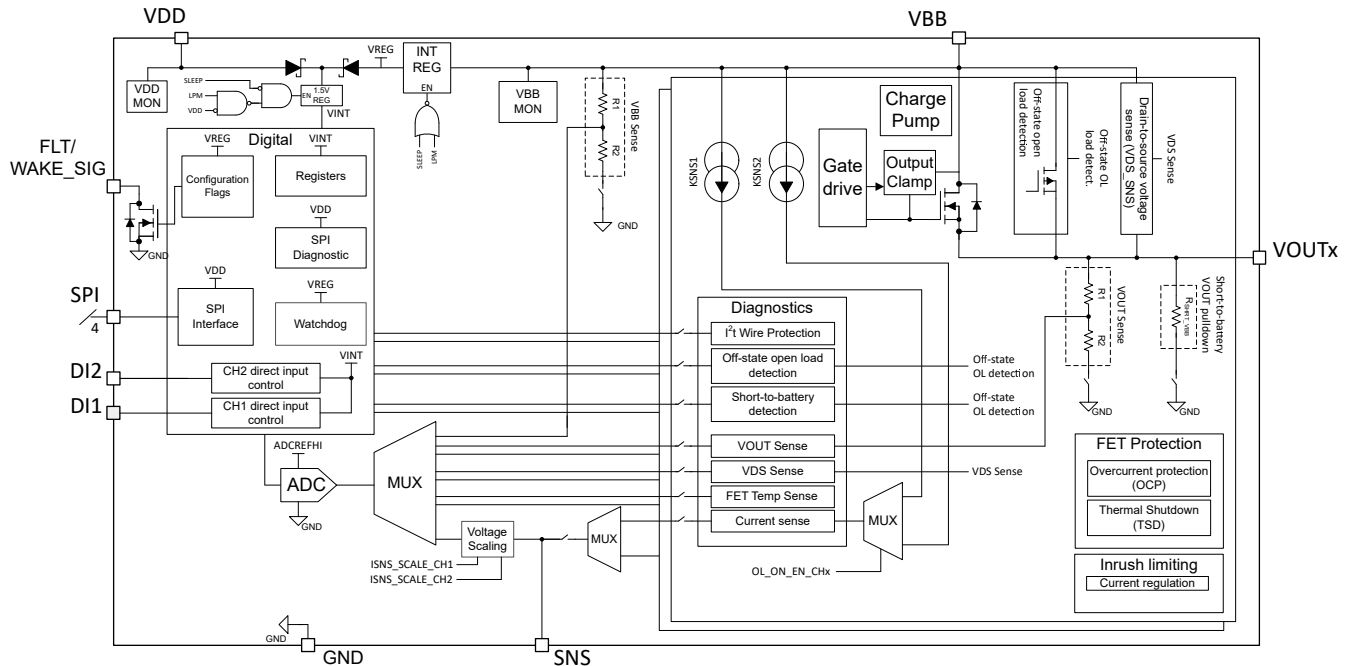 VDD
VBB
VREG
INT
REG
EN
SLEEP
LPM
VDD
EN
1.5V
REG
VINT
VDD
MON
VBB
MON
SLEEP
LPM
R1
R2
VBB Sense
GND
KSNS1
KSNS2
Charge
Pump
Gate
drive
Output
Clamp
Off-state open
load detection
Off-state OL
load detect.
Drain-to-source voltage
sense (VDS_SNS)
VDS Sense
FLT/
WAKE_SIG
GND
Digital
VREG
Configuration
Flags
VINT
Registers
VDD
SPI
Diagnostic
VDD
SPI
Interface
VREG
Watchdog
SPI
4
DI2
DI1
VINT
CH2 direct input
control
CH1 direct input
control
VOUTx
R1
R2
VOUT Sense
GND
RSHRT_VBB
Short-to-battery
VOUT pulldown
GND
Diagnostics
I2t Wire Protection
Off-state open load
detection
Off-state
OL detection
Short-to-battery
detection
Off-state
OL detection
VOUT Sense
VDS Sense
VDS Sense
FET Temp Sense
Current sense
MUX
OL_ON_EN_CHx
ADCREFHI
ADC
GND
MUX
Voltage
Scaling
ISNS_SCALE_CH1
ISNS_SCALE_CH2
MUX
FET Protection
Overcurrent protection
(OCP)
Thermal Shutdown
(TSD)
Inrush limiting
Current regulation
GND
GND
SNS